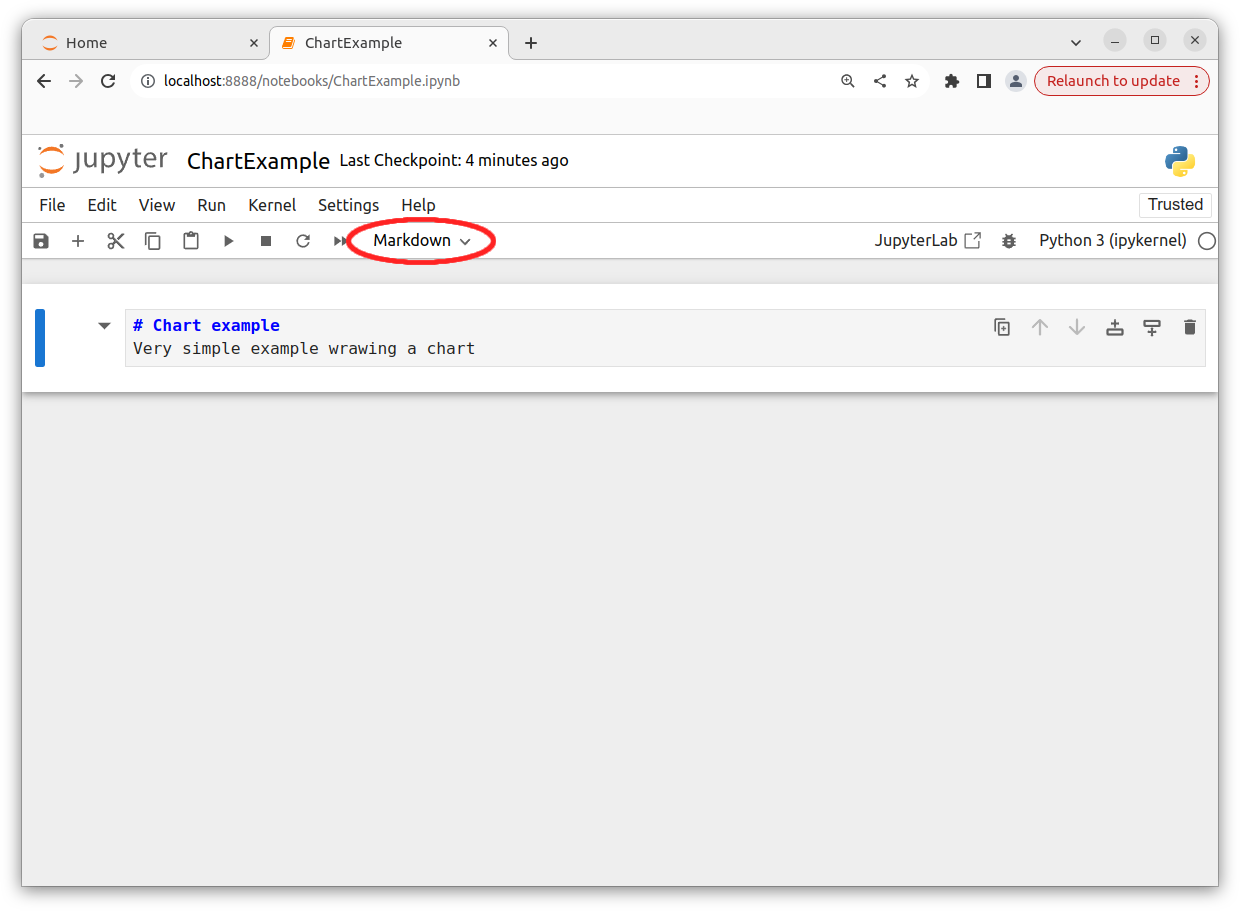 Home
ChartExample
localhost:8888/notebooks/ChartExample.ipynb
Relaunch to update
jupyter
ChartExample
Last Checkpoint: 4 minutes ago
File Edit View Run Kernel Settings Help
Trusted
Markdown
JupyterLab
Python 3 (ipykernel)
# Chart example
Very simple example wrawing a chart